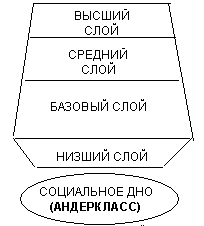 ВЫСШИЙ
СЛОЙ
СРЕДНИЙ
СЛОЙ
БАЗОВЫЙ СЛОЙ
НИЗШИЙ СЛОЙ
СОЦИАЛЬНОЕ ДНО
(АНДЕРКЛАСС)